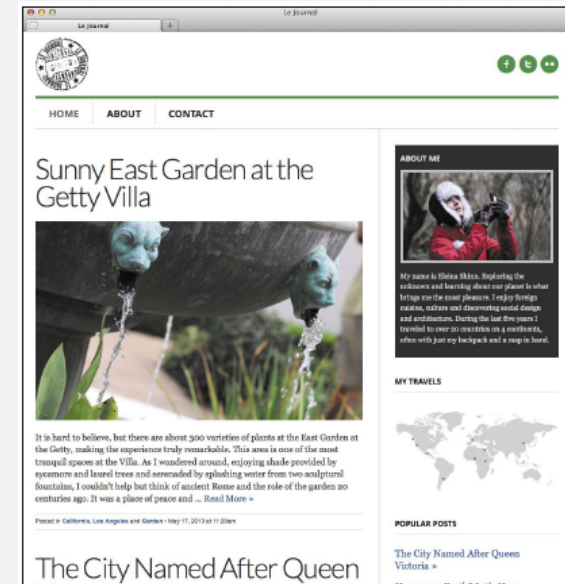 Le Journal
Le Journal
HOME ABOUT CONTACT
Sunny East Garden at the
Getty Villa
It is hard to believe, but there are about 300 varieties of plants at the East Garden at
the Getty, making the experience truly remarkable. This area is one of the most
tranquil spaces at the Villa. As I wandered around, enjoying shade provided by
sycamore and laurel trees and serenaded by splashing water from two sculptural
fountains, I couldn't help but think of ancient Rome and the role of the garden 20
centuries ago. It was a place of peace and ... Read More »
Posted in California, Los Angeles and Garden • May 17, 2013 at 11:20am
The City Named After Queen
ABOUT ME
My name is Eleina Shinn. Exploring the
unknown and learning about our planet is what
brings me the most pleasure. I enjoy foreign
cuisine, culture and discovering social design
and architecture. During the last five years I
traveled to over 20 countries on 4 continents,
often with just my backpack and a map in hand.
MY TRAVELS
POPULAR POSTS
The City Named After Queen
Victoria »